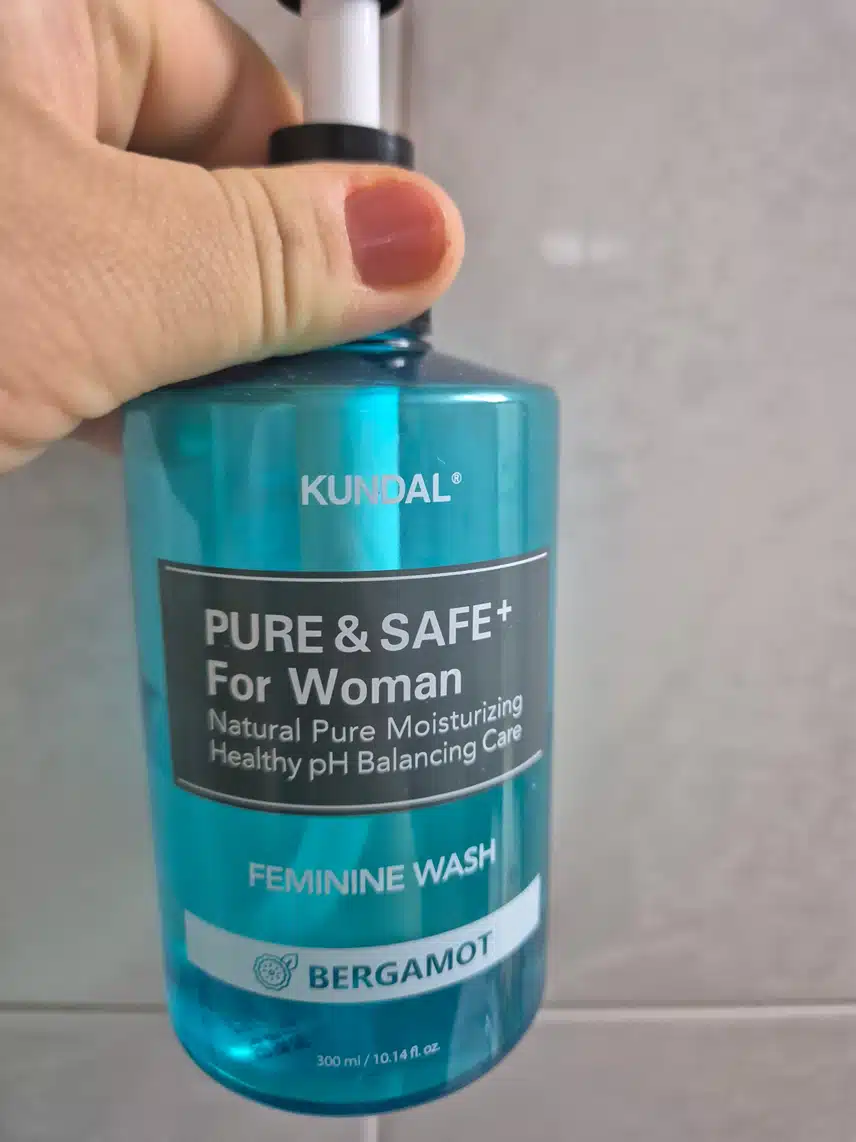 KUNDAL®
PURE & SAFE+
For Woman
Natural Pure Moisturizing
Healthy pH Balancing Care
FEMININE WASH
BERGAMOT
300 ml / 10.14 fl. oz.